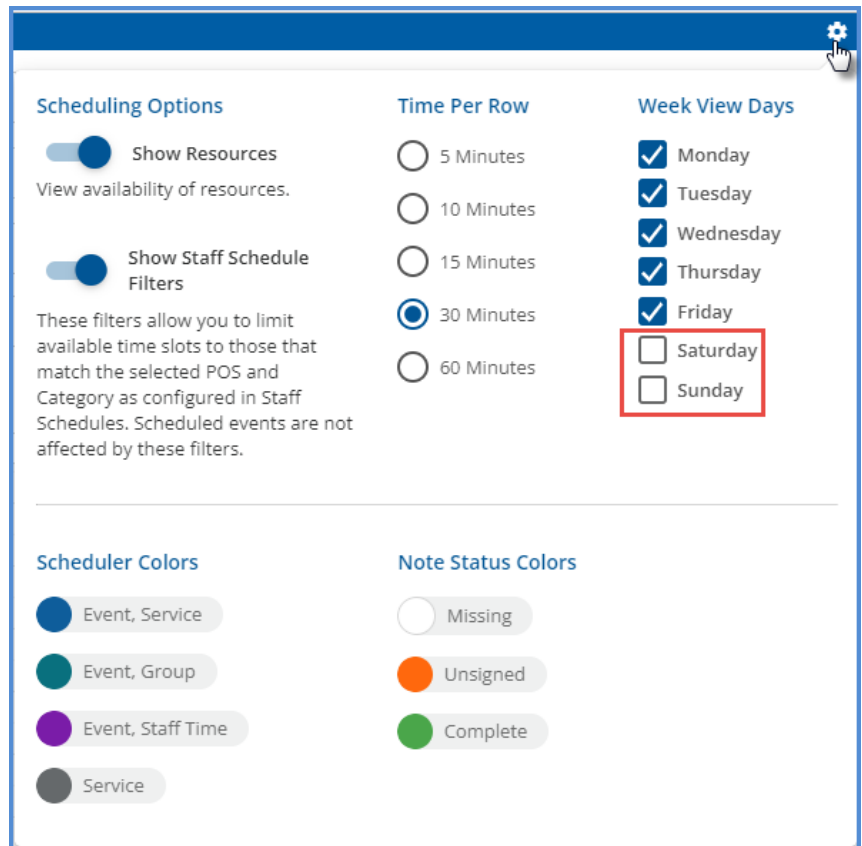 Scheduling Options
Show Resources
View availability of resources.
Show Staff Schedule
Filters
These filters allow you to limit
available time slots to those that
match the selected POS and
Category as configured in Staff
Schedules. Scheduled events are not
affected by these filters.
Time Per Row
5 Minutes
10 Minutes
15 Minutes
30 Minutes
60 Minutes
Week View Days
Monday
Tuesday
Wednesday
Thursday
Friday
Saturday
Sunday
Scheduler Colors
Event, Service
Event, Group
Event, Staff Time
Service
Note Status Colors
Missing
Unsigned
Complete